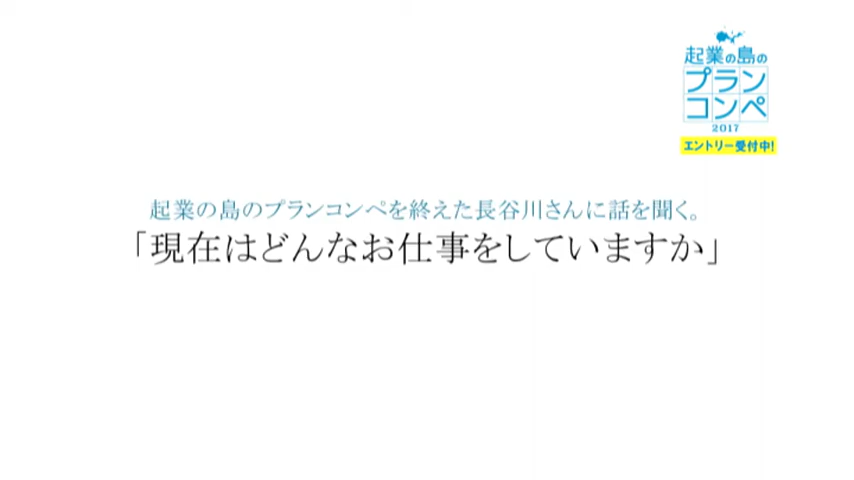 起業の島の
プラン
コンペ
2017
エントリー受付中!
起業の島のプランコンペを終えた長谷川さんに話を聞く。
「現在はどんなお仕事をしていますか」